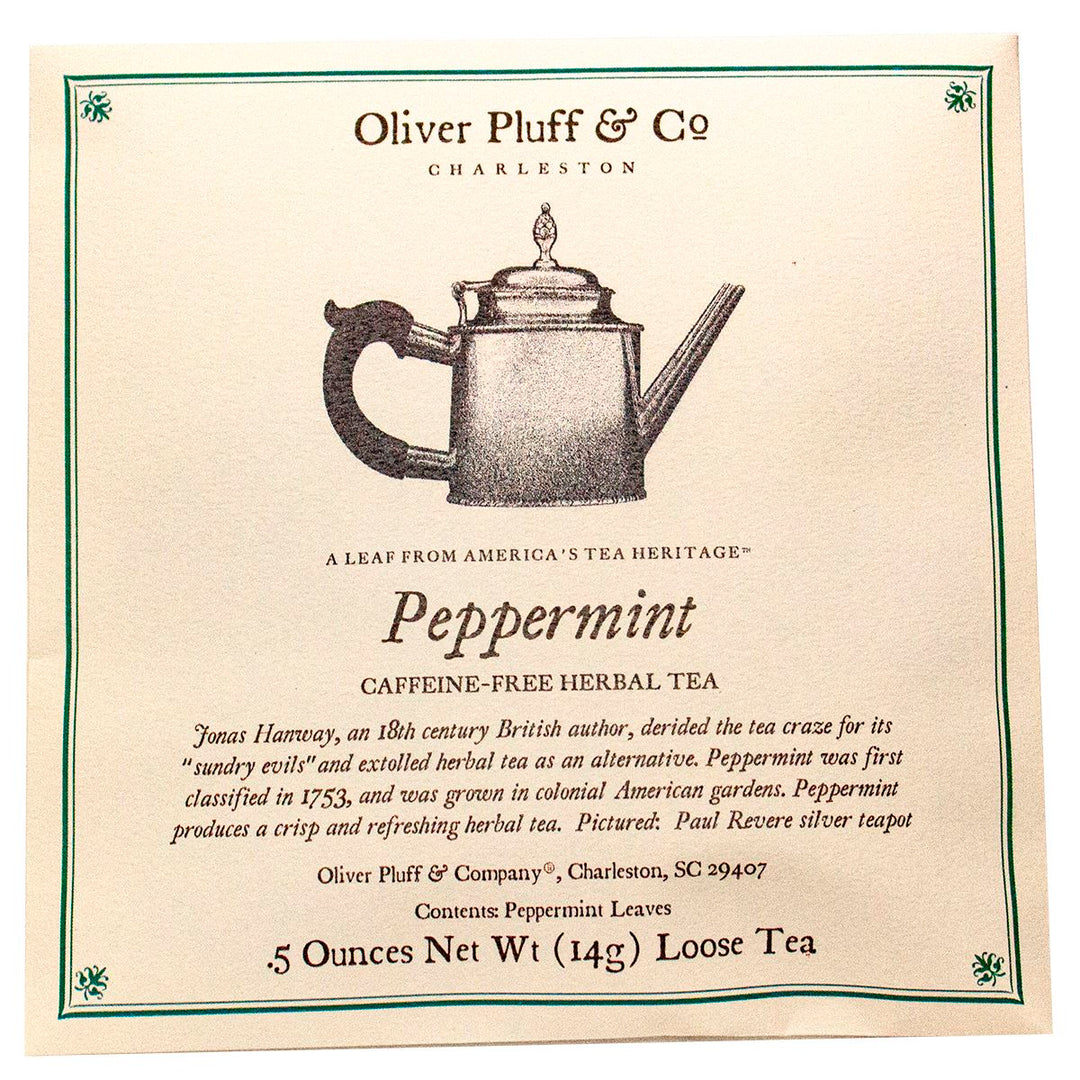 Oliver Pluff & Co
CHARLESTON
A LEAF FROM AMERICA'S TEA HERITAGE™
Peppermint
CAFFEINE-FREE HERBAL TEA
Jonas Hanway, an 18th century British author, derided the tea craze for its
"sundry evils" and extolled herbal tea as an alternative. Peppermint was first
classified in 1753, and was grown in colonial American gardens. Peppermint
produces a crisp and refreshing herbal tea. Pictured: Paul Revere silver teapot
Oliver Pluff & Company®, Charleston, SC 29407
Contents: Peppermint Leaves
.5 Ounces Net Wt (14g) Loose Tea